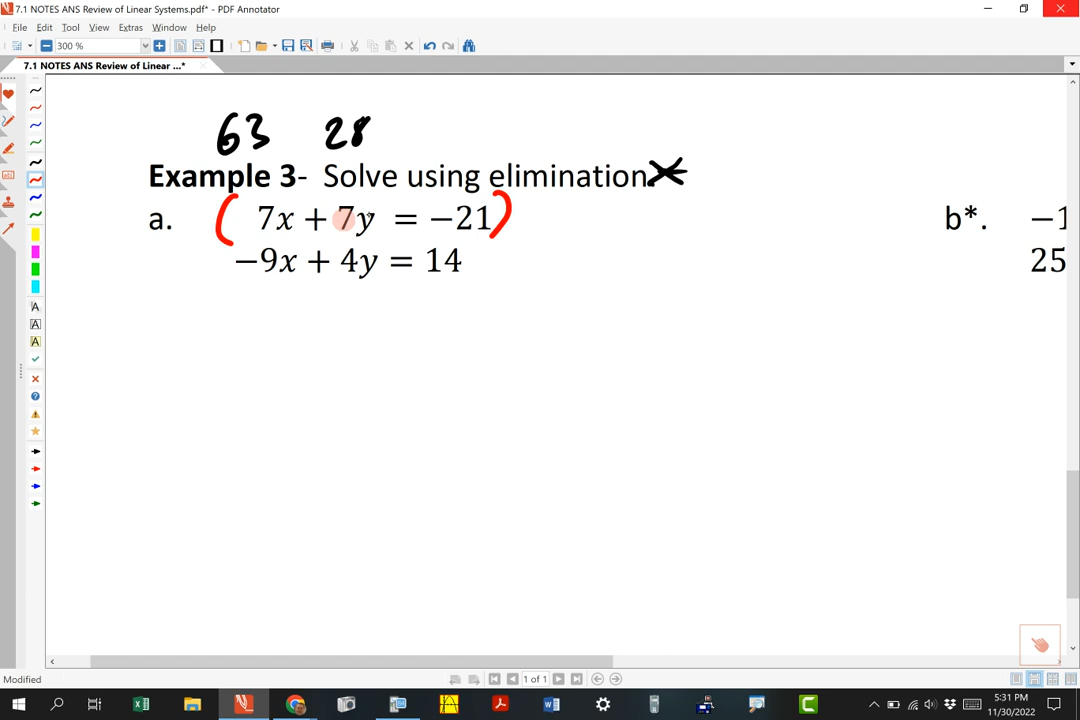 7.1 NOTES ANS Review of Linear Systems.pdf* - PDF Annotator
File Edit Tool View Extras Window Help
300 %
7.1 NOTES ANS Review of Linear ...*
63 28
Example 3- Solve using elimination.
a. ( 7x + 7y = −21 )
b*. −1
−9x + 4y = 14
25
1 of 1
Modified
5:31 PM
11/30/2022